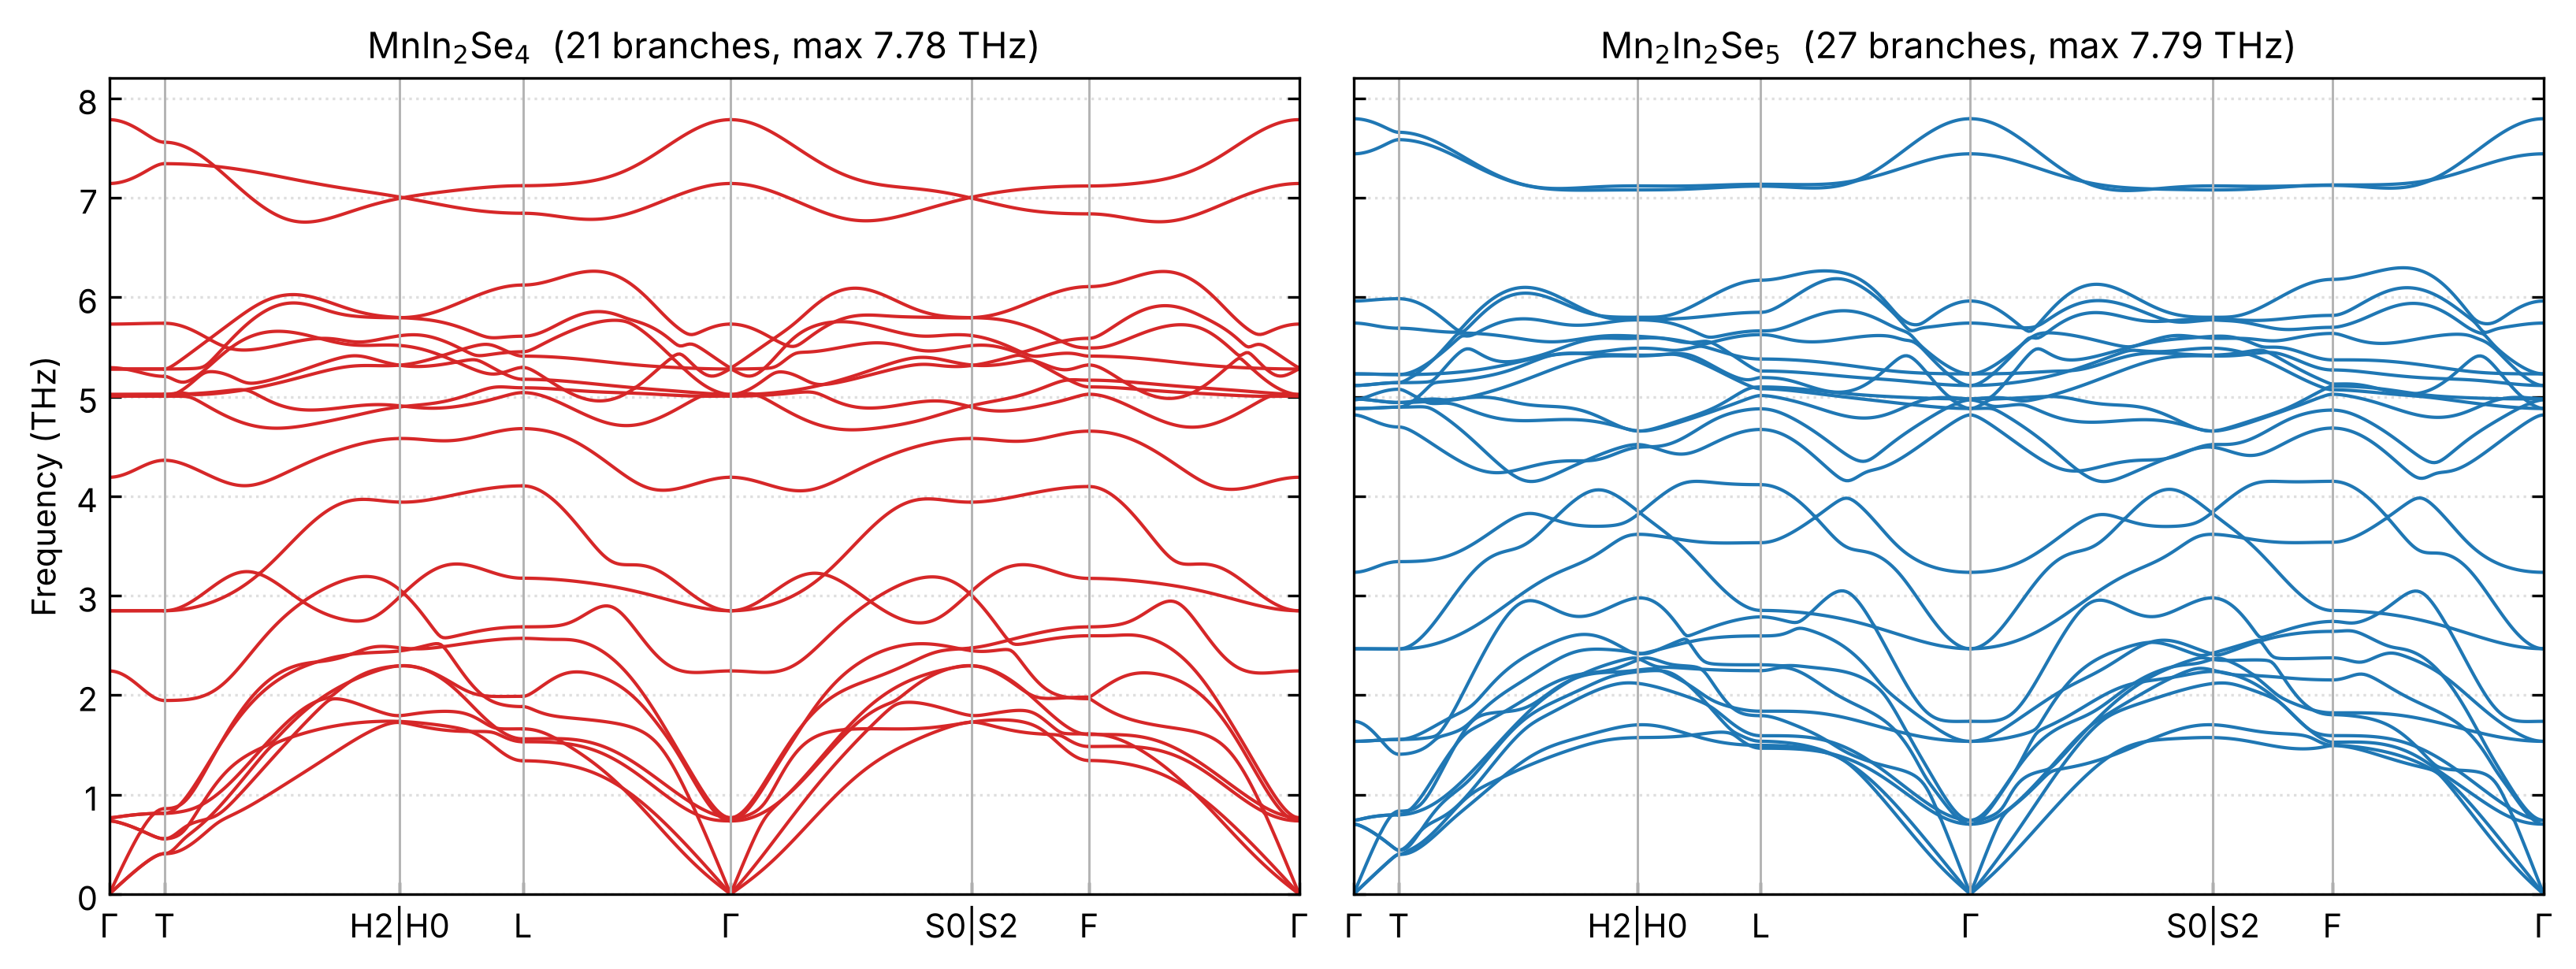 MnIn₂Se₄ (21 branches, max 7.78 THz)
Mn₂In₂Se₅ (27 branches, max 7.79 THz)
Frequency (THz)
8
7
6
5
4
3
2
1
0
Γ T H2|H0 L Γ S0|S2 F Γ
Γ T H2|H0 L Γ S0|S2 F Γ